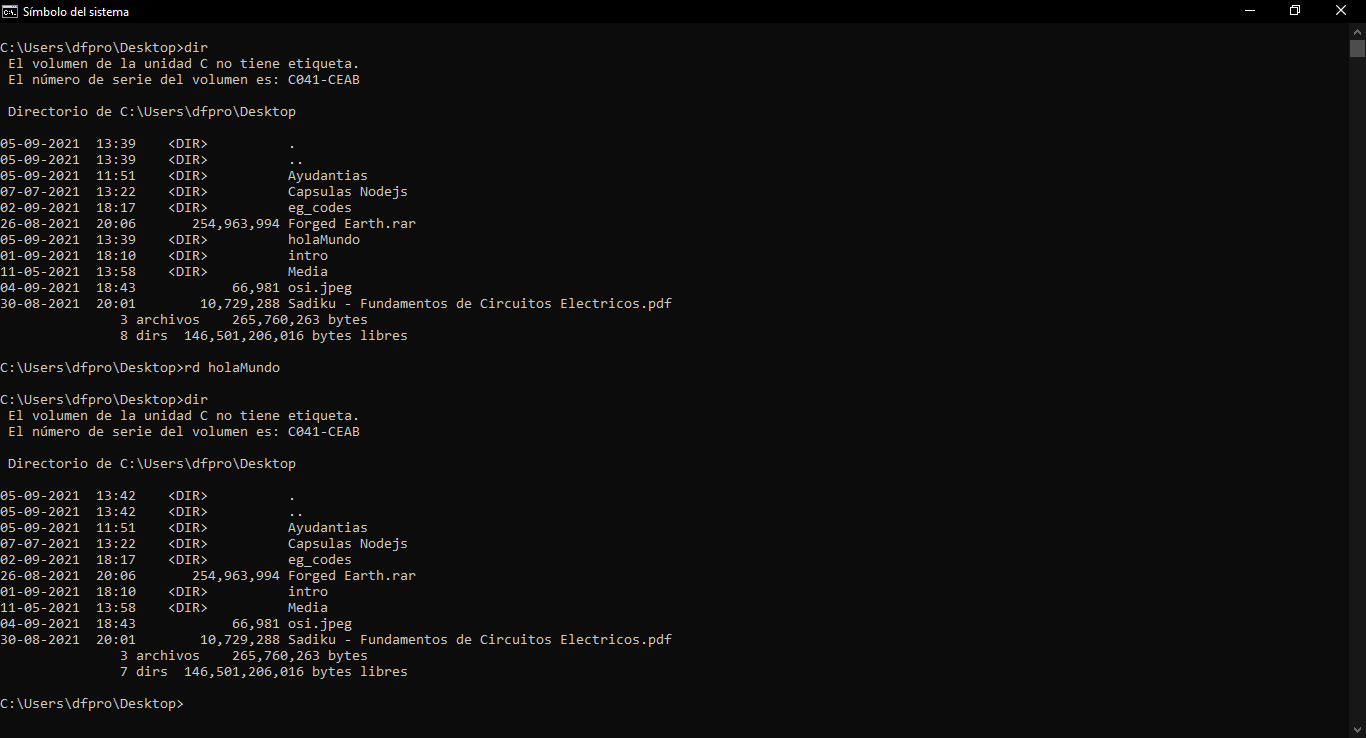 Símbolo del sistema
C:\Users\dfpro\Desktop>dir
 El volumen de la unidad C no tiene etiqueta.
 El número de serie del volumen es: C041-CEAB

 Directorio de C:\Users\dfpro\Desktop

05-09-2021  13:39    <DIR>          .
05-09-2021  13:39    <DIR>          ..
05-09-2021  11:51    <DIR>          Ayudantias
07-07-2021  13:22    <DIR>          Capsulas Nodejs
02-09-2021  18:17    <DIR>          eg_codes
26-08-2021  20:06       254,963,994 Forged Earth.rar
05-09-2021  13:39    <DIR>          holaMundo
01-09-2021  18:10    <DIR>          intro
11-05-2021  13:58    <DIR>          Media
04-09-2021  18:43            66,981 osi.jpeg
30-08-2021  20:01        10,729,288 Sadiku - Fundamentos de Circuitos Electricos.pdf
               3 archivos    265,760,263 bytes
               8 dirs  146,501,206,016 bytes libres

C:\Users\dfpro\Desktop>rd holaMundo

C:\Users\dfpro\Desktop>dir
 El volumen de la unidad C no tiene etiqueta.
 El número de serie del volumen es: C041-CEAB

 Directorio de C:\Users\dfpro\Desktop

05-09-2021  13:42    <DIR>          .
05-09-2021  13:42    <DIR>          ..
05-09-2021  11:51    <DIR>          Ayudantias
07-07-2021  13:22    <DIR>          Capsulas Nodejs
02-09-2021  18:17    <DIR>          eg_codes
26-08-2021  20:06       254,963,994 Forged Earth.rar
01-09-2021  18:10    <DIR>          intro
11-05-2021  13:58    <DIR>          Media
04-09-2021  18:43            66,981 osi.jpeg
30-08-2021  20:01        10,729,288 Sadiku - Fundamentos de Circuitos Electricos.pdf
               3 archivos    265,760,263 bytes
               7 dirs  146,501,206,016 bytes libres

C:\Users\dfpro\Desktop>